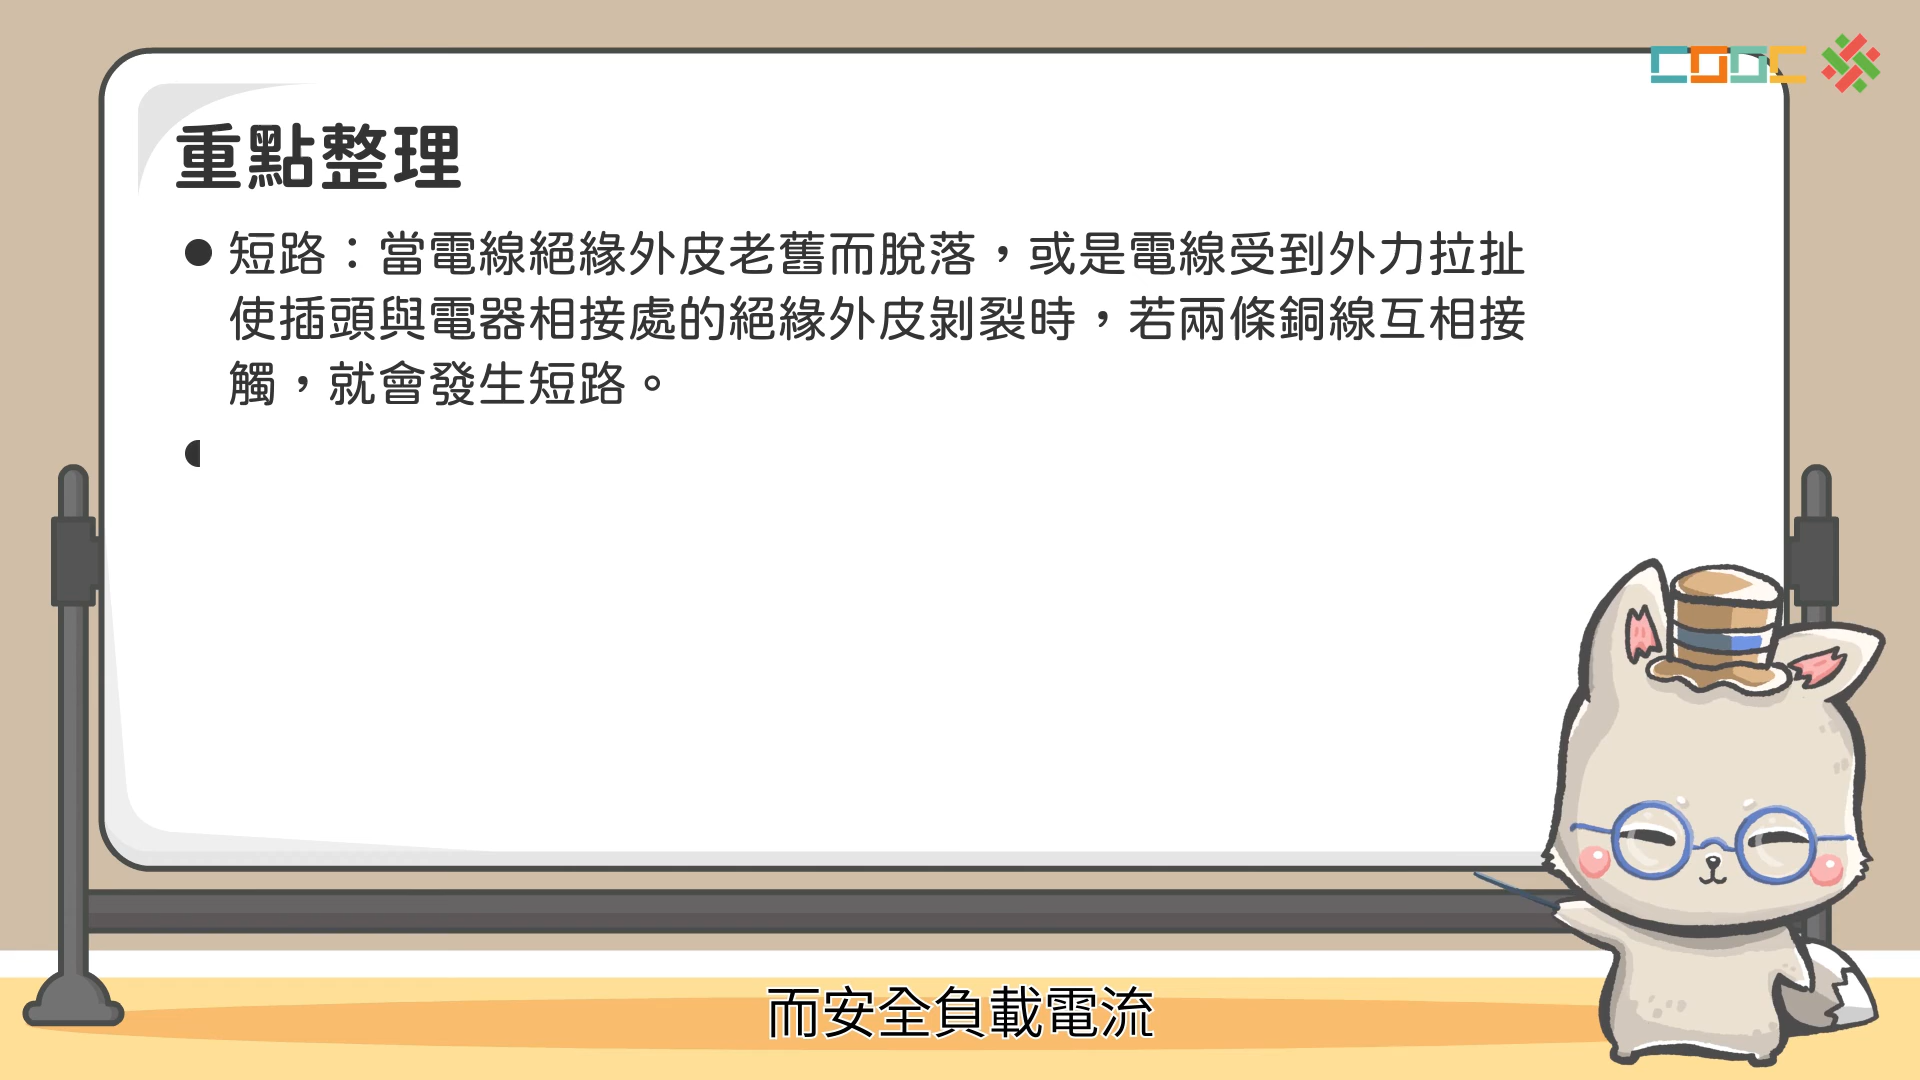 重點整理
● 短路：當電線絕緣外皮老舊而脫落，或是電線受到外力拉扯
使插頭與電器相接處的絕緣外皮剝裂時，若兩條銅線互相接
觸，就會發生短路。
而安全負載電流